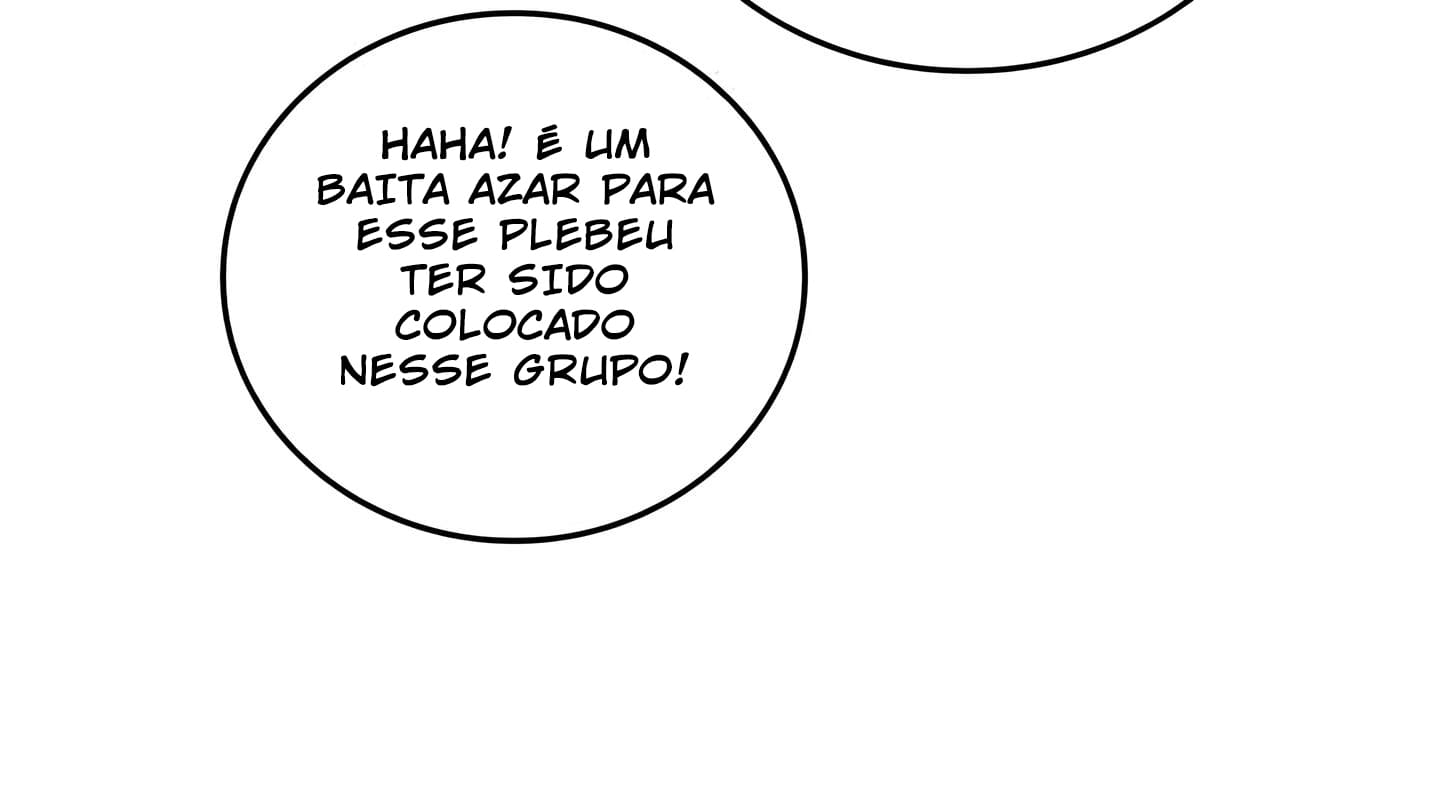 HAHA! É UM
BAITA AZAR PARA
ESSE PLEBEU
TER SIDO
COLOCADO
NESSE GRUPO!